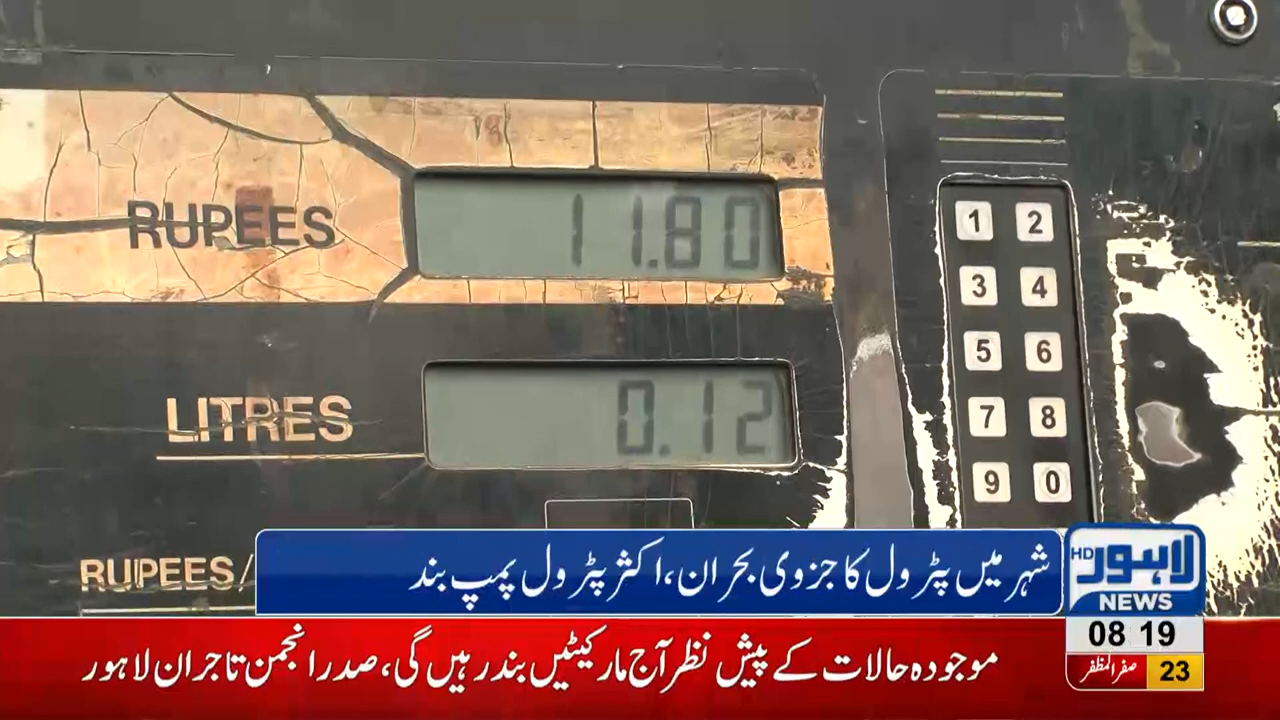 RUPEES
11.80
LITRES
0.12
RUPEES/
1 2
3 4
5 6
7 8
9 0
شہر میں پٹرول کا جزوی بحران، اکثر پٹرول پمپ بند
HD لاہور
NEWS
08 19
صفر المظفر 23
موجودہ حالات کے پیش نظر آج مارکیٹیں بند رہیں گی، صدر انجمن تاجران لاہور